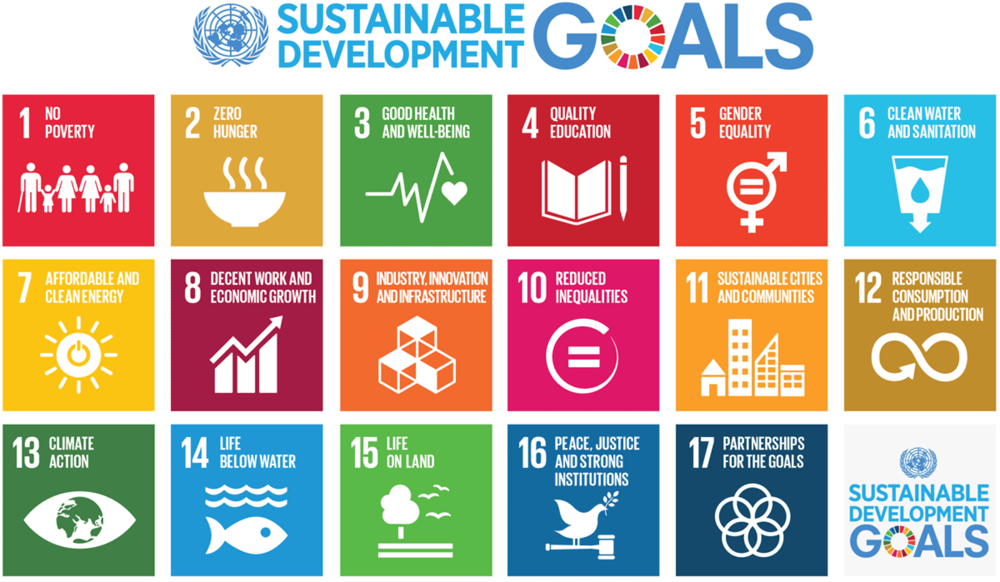 SUSTAINABLE
DEVELOPMENT
GOALS
1 NO
POVERTY
2 ZERO
HUNGER
3 GOOD HEALTH
AND WELL-BEING
4 QUALITY
EDUCATION
5 GENDER
EQUALITY
6 CLEAN WATER
AND SANITATION
7 AFFORDABLE AND
CLEAN ENERGY
8 DECENT WORK AND
ECONOMIC GROWTH
9 INDUSTRY, INNOVATION
AND INFRASTRUCTURE
10 REDUCED
INEQUALITIES
11 SUSTAINABLE CITIES
AND COMMUNITIES
12 RESPONSIBLE
CONSUMPTION
AND PRODUCTION
13 CLIMATE
ACTION
14 LIFE
BELOW WATER
15 LIFE
ON LAND
16 PEACE, JUSTICE
AND STRONG
INSTITUTIONS
17 PARTNERSHIPS
FOR THE GOALS
SUSTAINABLE
DEVELOPMENT
GOALS